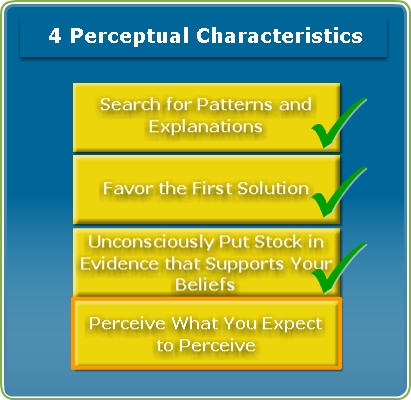 4 Perceptual Characteristics
Search for Patterns and
Explanations
Favor the First Solution
Unconsciously Put Stock in
Evidence that Supports Your
Beliefs
Perceive What You Expect
to Perceive